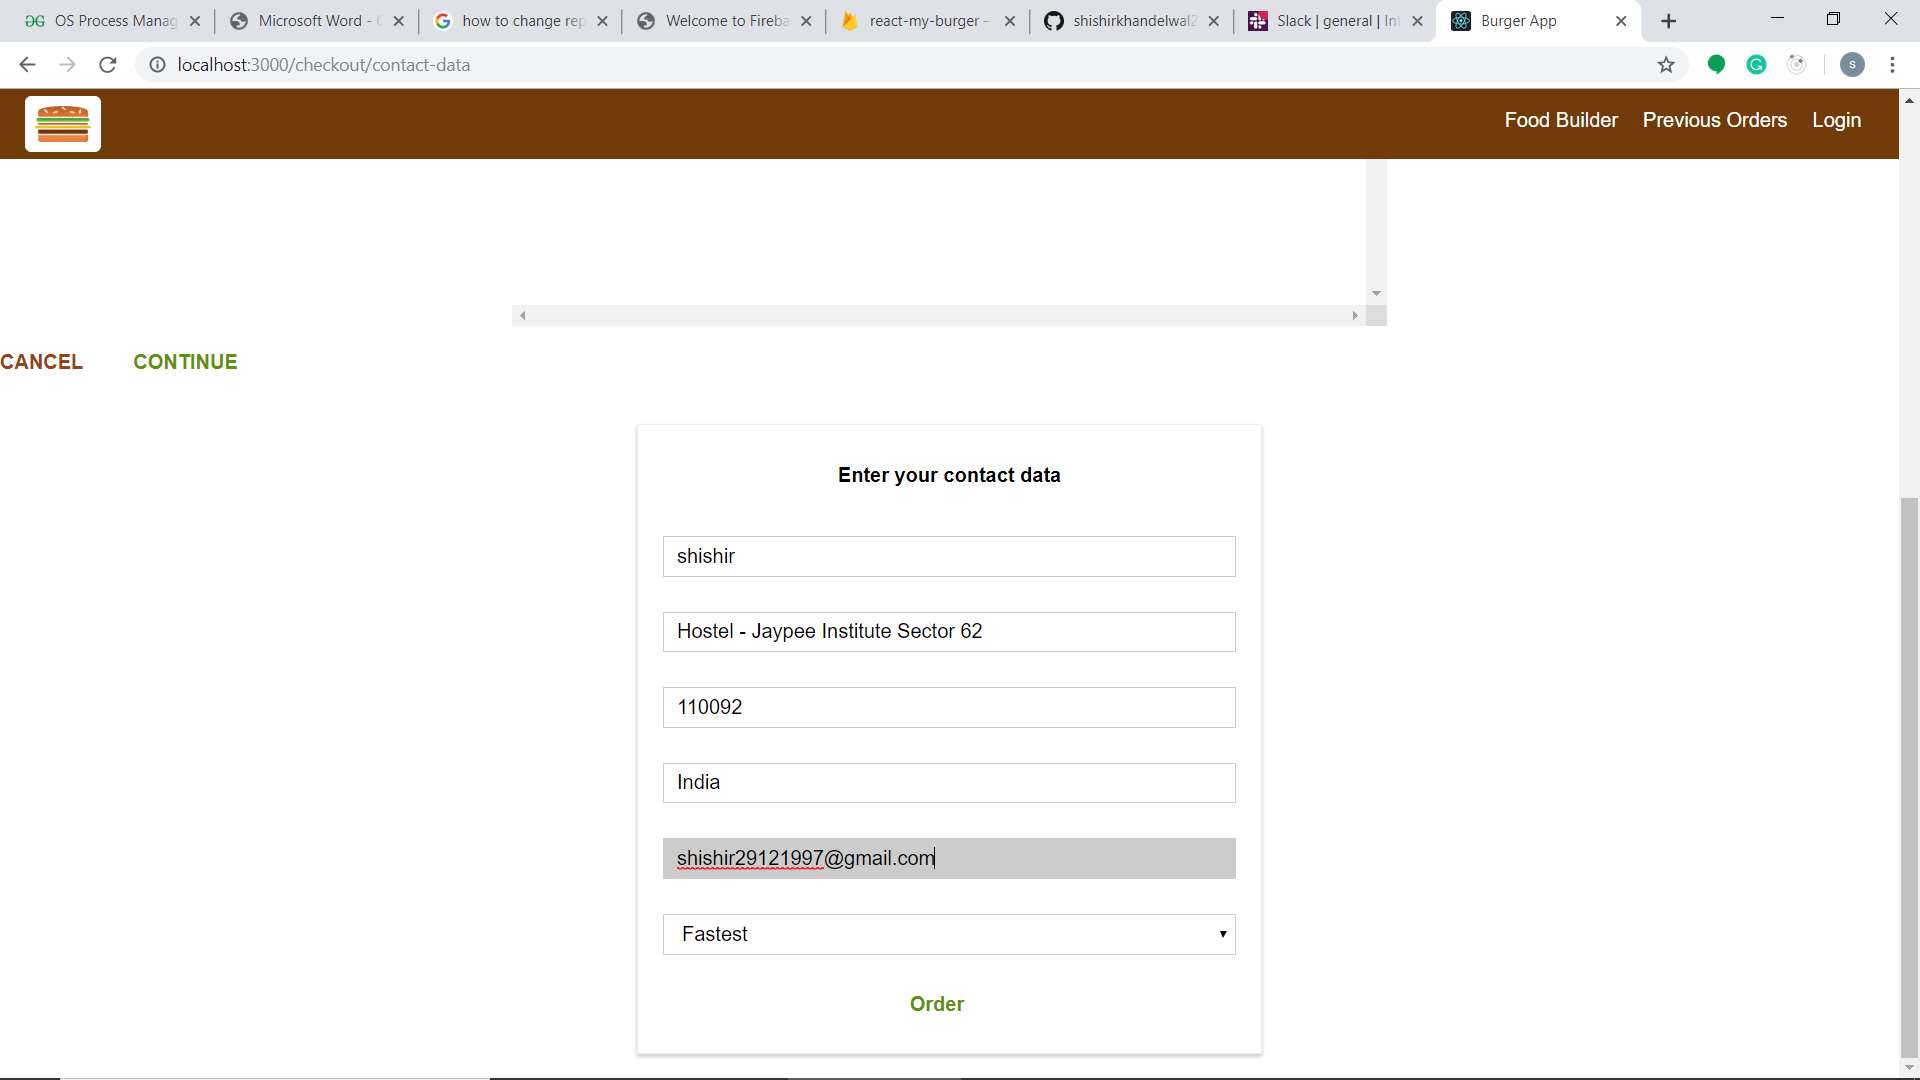 OS Process Manag
Microsoft Word -
how to change rep
Welcome to Fireba
react-my-burger –
shishirkhandelwal2
Slack | general | Int
Burger App
localhost:3000/checkout/contact-data
S
Food Builder
Previous Orders
Login
CANCEL
CONTINUE
Enter your contact data
shishir
Hostel - Jaypee Institute Sector 62
110092
India
shishir29121997@gmail.com
Fastest
Order